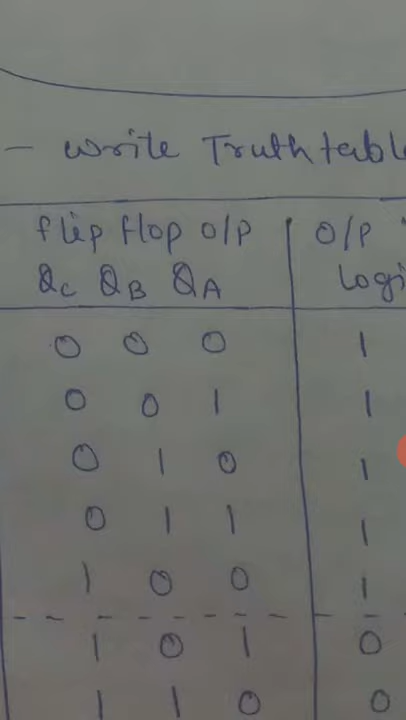 - Write Truth table
flip flop O/P O/P
QC QB QA Logi
0 0 0 1
0 0 1 1
0 1 0 1
0 1 1 1
1 0 0 1
1 0 1 0
1 1 0 0